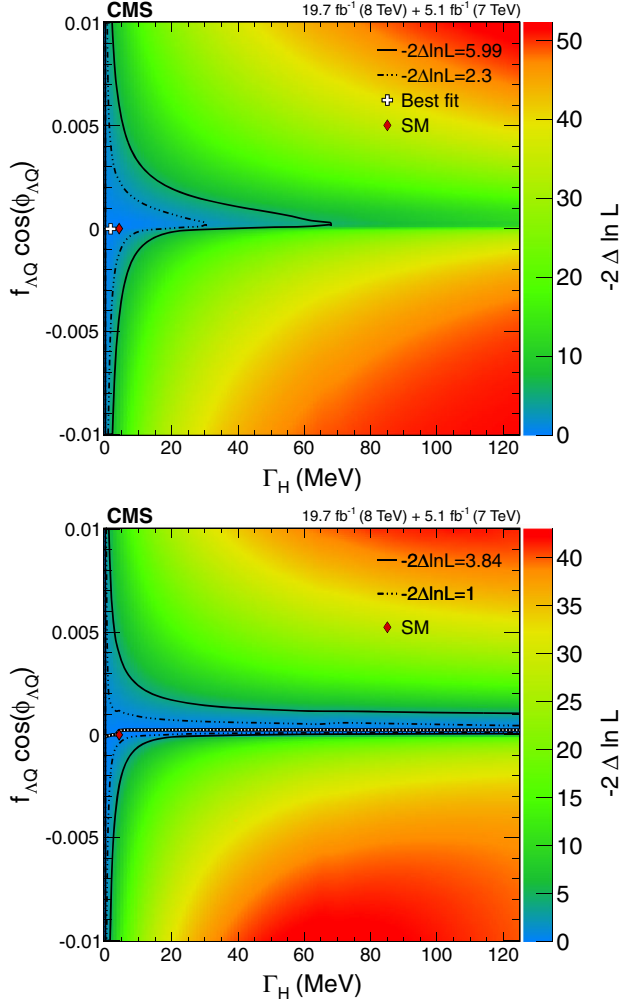 CMS 19.7 fb⁻¹ (8 TeV) + 5.1 fb⁻¹ (7 TeV)
0.01
0.005
0
-0.005
-0.01
f_ΛQ cos(ϕ_ΛQ)
-2ΔlnL=5.99
-2ΔlnL=2.3
Best fit
SM
0 20 40 60 80 100 120
Γ_H (MeV)
50
40
30
20
10
0
-2 Δ ln L
CMS 19.7 fb⁻¹ (8 TeV) + 5.1 fb⁻¹ (7 TeV)
0.01
0.005
0
-0.005
-0.01
f_ΛQ cos(ϕ_ΛQ)
-2ΔlnL=3.84
-2ΔlnL=1
SM
0 20 40 60 80 100 120
Γ_H (MeV)
40
35
30
25
20
15
10
5
0
-2 Δ ln L